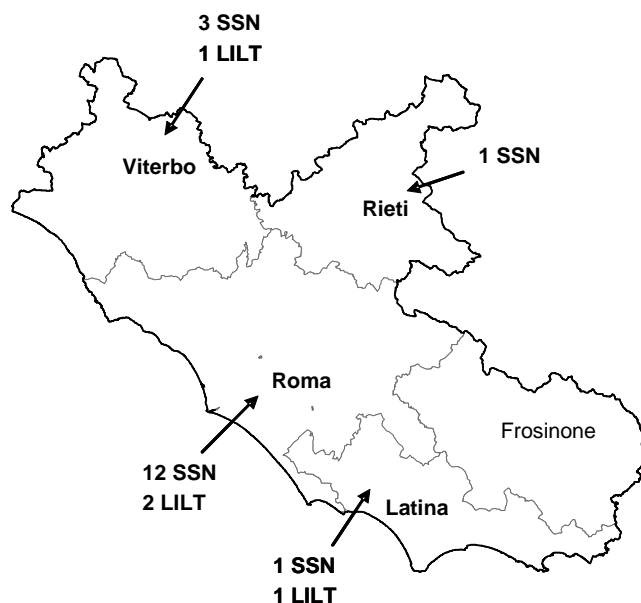 3 SSN
1 LILT
Viterbo
1 SSN
Rieti
Roma
Frosinone
12 SSN
2 LILT
Latina
1 SSN
1 LILT